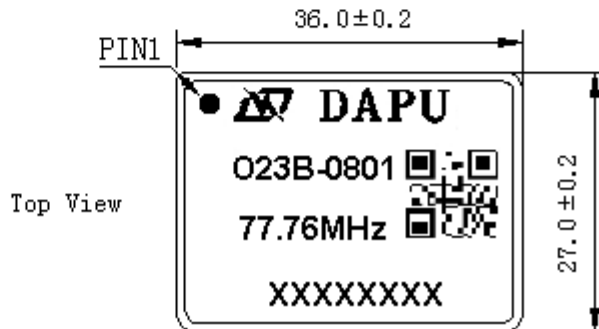 36.0±0.2
PIN1
DAPU
O23B-0801
Top View
77.76MHz
27.0±0.2
XXXXXXXX